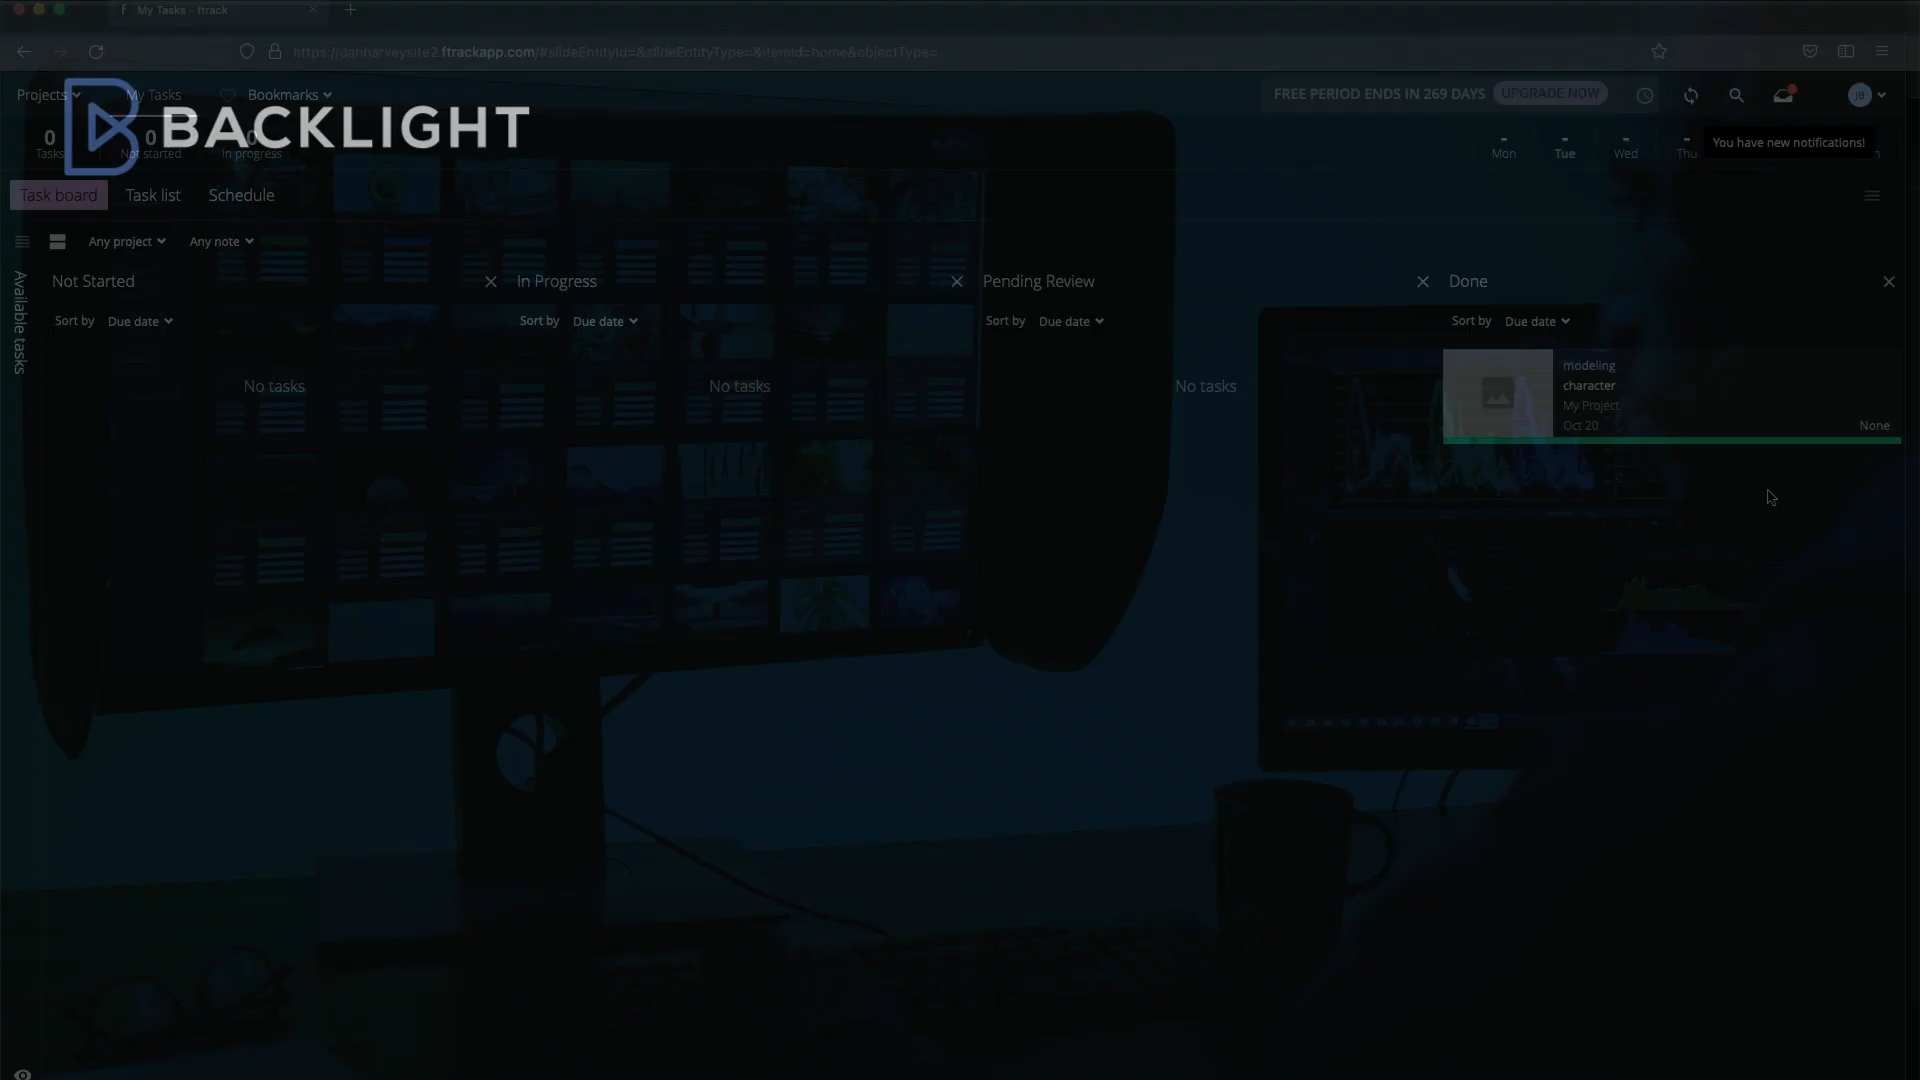 My Tasks - ftrack
https://danharveysite2.ftrackapp.com/#slideEntityId=&slideEntityType=&itemId=home&objectType=
Projects My Tasks Bookmarks FREE PERIOD ENDS IN 269 DAYS UPGRADE NOW JB
BACKLIGHT
0 0 0
Tasks Not started In progress
- - - -
Mon Tue Wed Thu
You have new notifications!
Task board Task list Schedule
Any project Any note
Available tasks
Not Started In Progress Pending Review Done
Sort by Due date Sort by Due date Sort by Due date Sort by Due date
No tasks No tasks No tasks
modeling
character
My Project
Oct 20 None